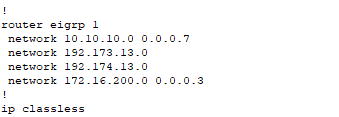 !
router eigrp 1
 network 10.10.10.0 0.0.0.7
 network 192.173.13.0
 network 192.174.13.0
 network 172.16.200.0 0.0.0.3
!
ip classless